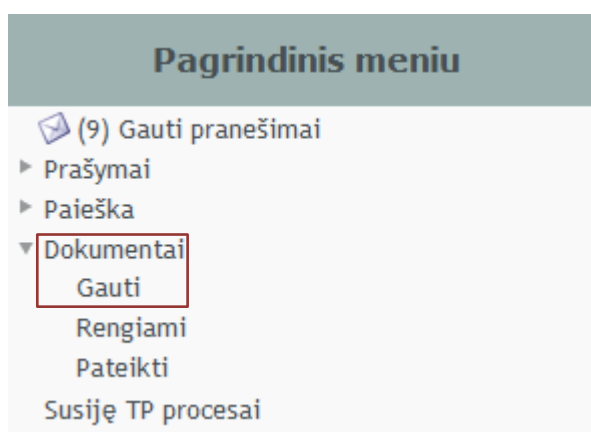 Pagrindinis meniu
(9) Gauti pranešimai
Prašymai
Paieška
Dokumentai
Gauti
Rengiami
Pateikti
Susiję TP procesai